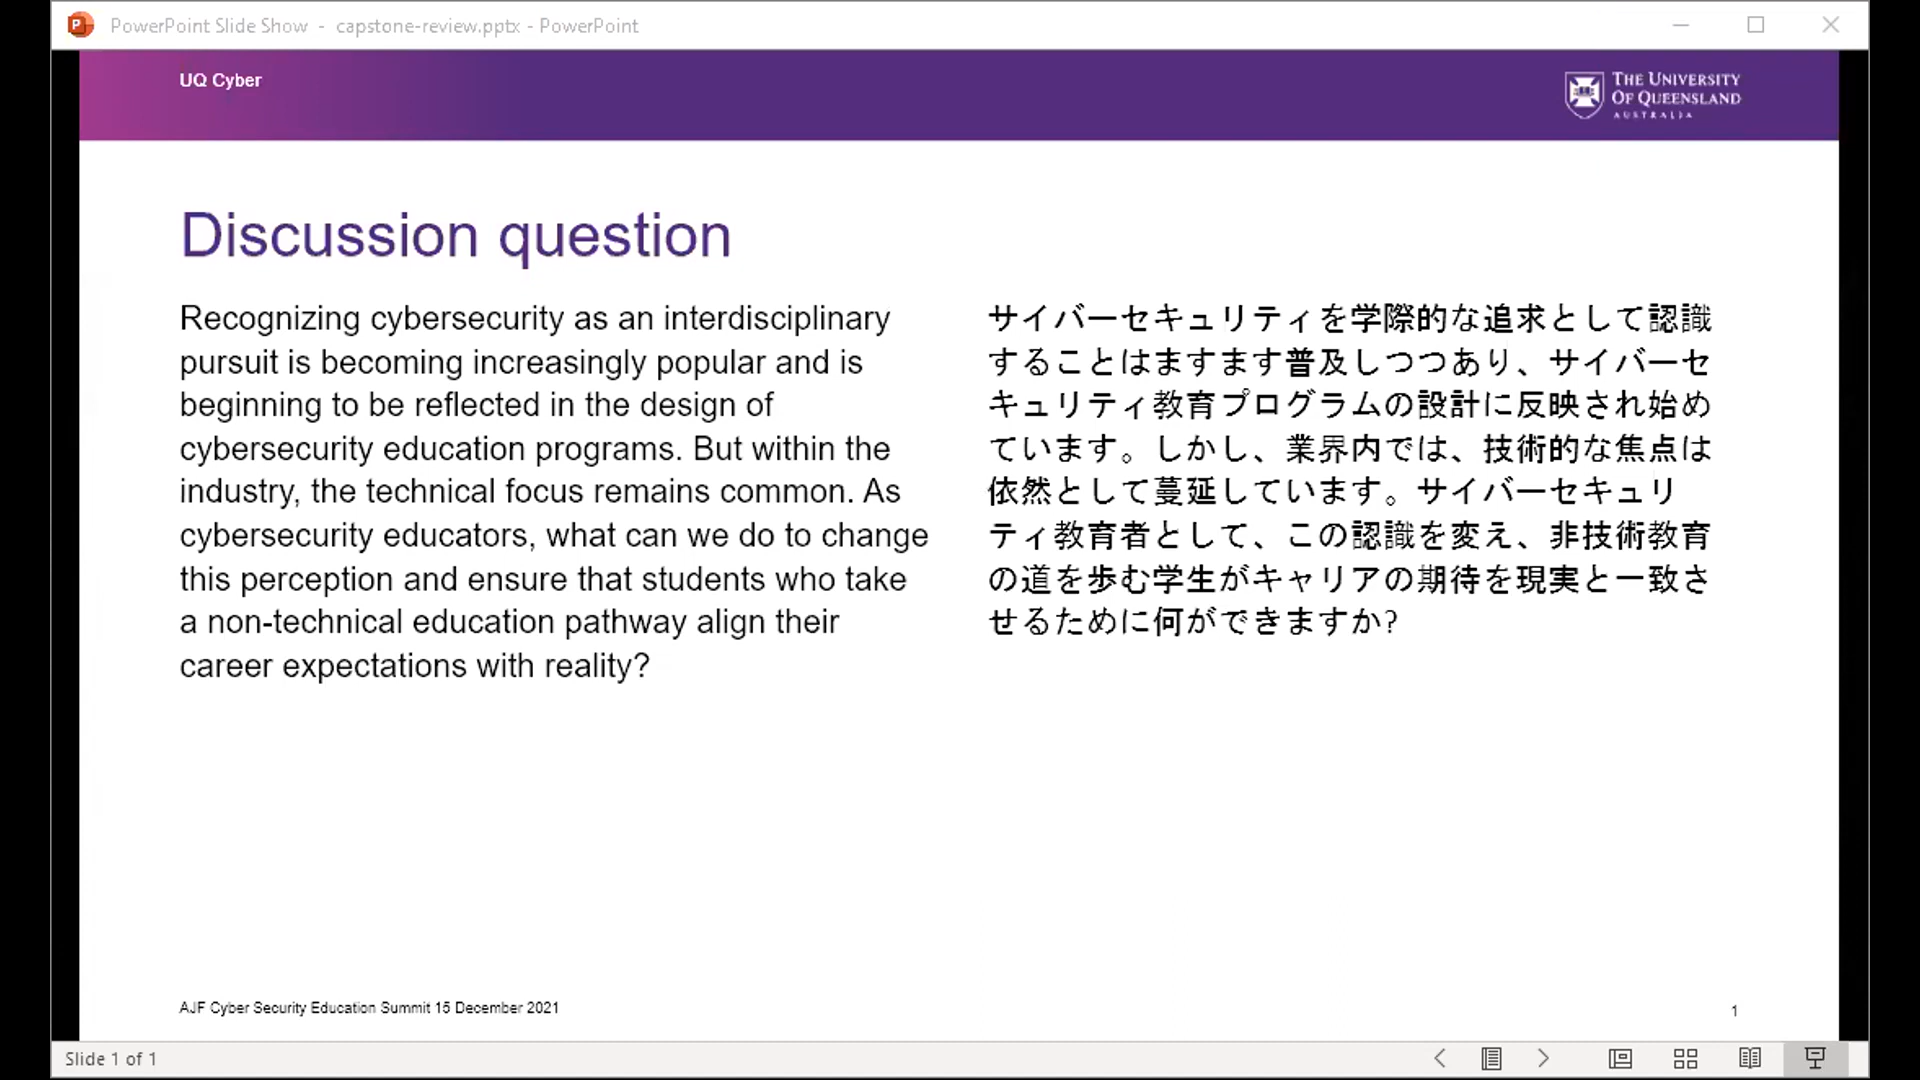 PowerPoint Slide Show - capstone-review.pptx - PowerPoint
UQ Cyber
THE UNIVERSITY
OF QUEENSLAND
AUSTRALIA
Discussion question
Recognizing cybersecurity as an interdisciplinary
pursuit is becoming increasingly popular and is
beginning to be reflected in the design of
cybersecurity education programs. But within the
industry, the technical focus remains common. As
cybersecurity educators, what can we do to change
this perception and ensure that students who take
a non-technical education pathway align their
career expectations with reality?
サイバーセキュリティを学際的な追求として認識
することはますます普及しつつあり、サイバーセ
キュリティ教育プログラムの設計に反映され始め
ています。しかし、業界内では、技術的な焦点は
依然として蔓延しています。サイバーセキュリ
ティ教育者として、この認識を変え、非技術教育
の道を歩む学生がキャリアの期待を現実と一致さ
せるために何ができますか?
AJF Cyber Security Education Summit 15 December 2021
1
Slide 1 of 1